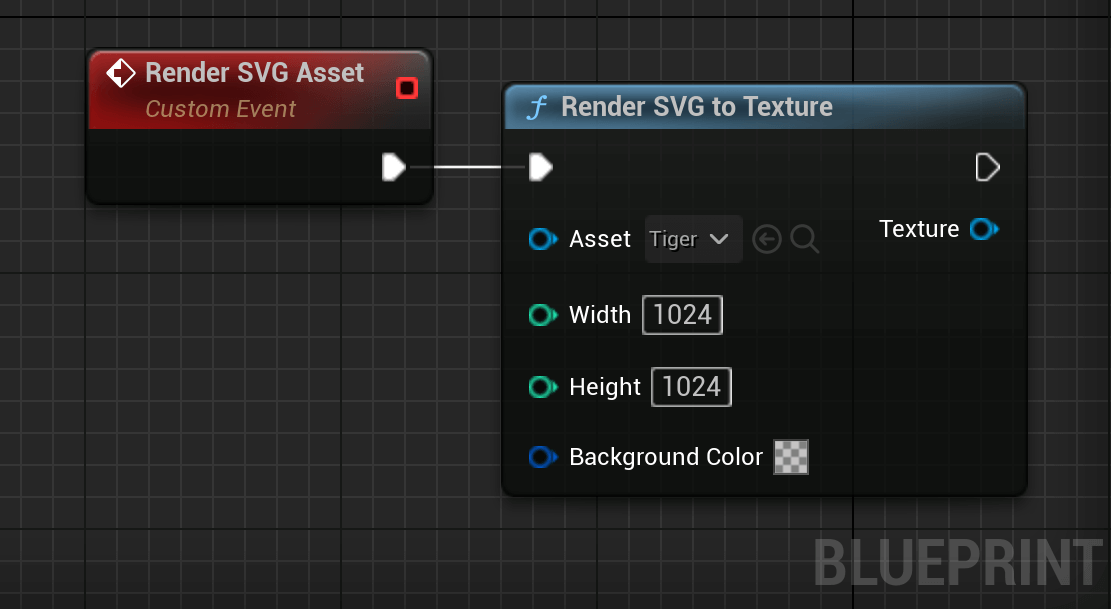 Render SVG Asset
Custom Event
f Render SVG to Texture
Asset Tiger
Texture
Width 1024
Height 1024
Background Color
BLUEPRINT